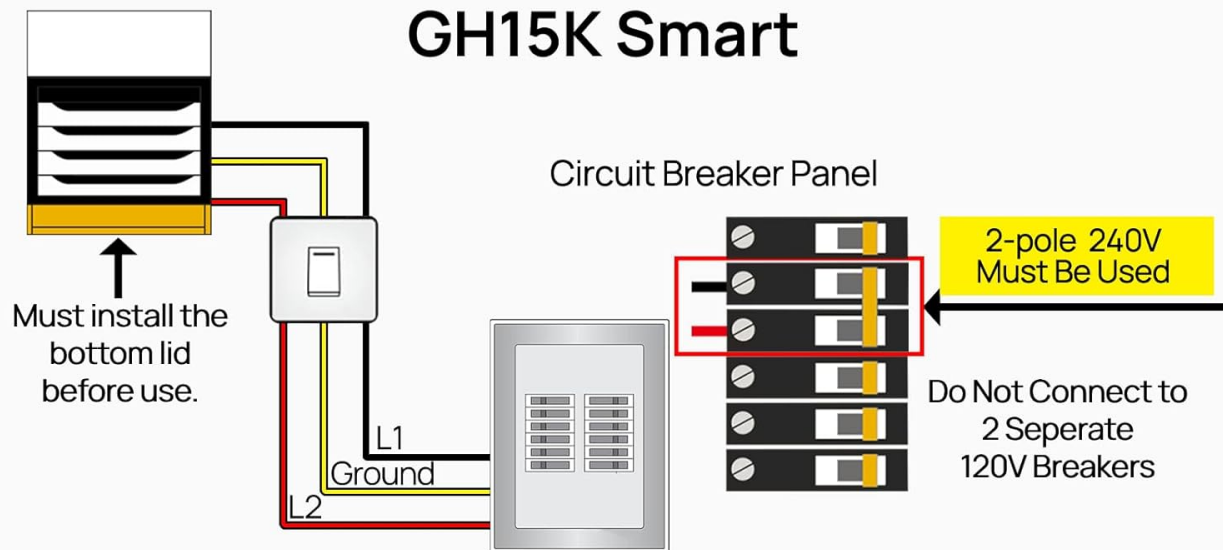 GH15K Smart
Circuit Breaker Panel
2-pole 240V
Must Be Used
Must install the
bottom lid
before use.
Do Not Connect to
2 Seperate
120V Breakers
L1
Ground
L2